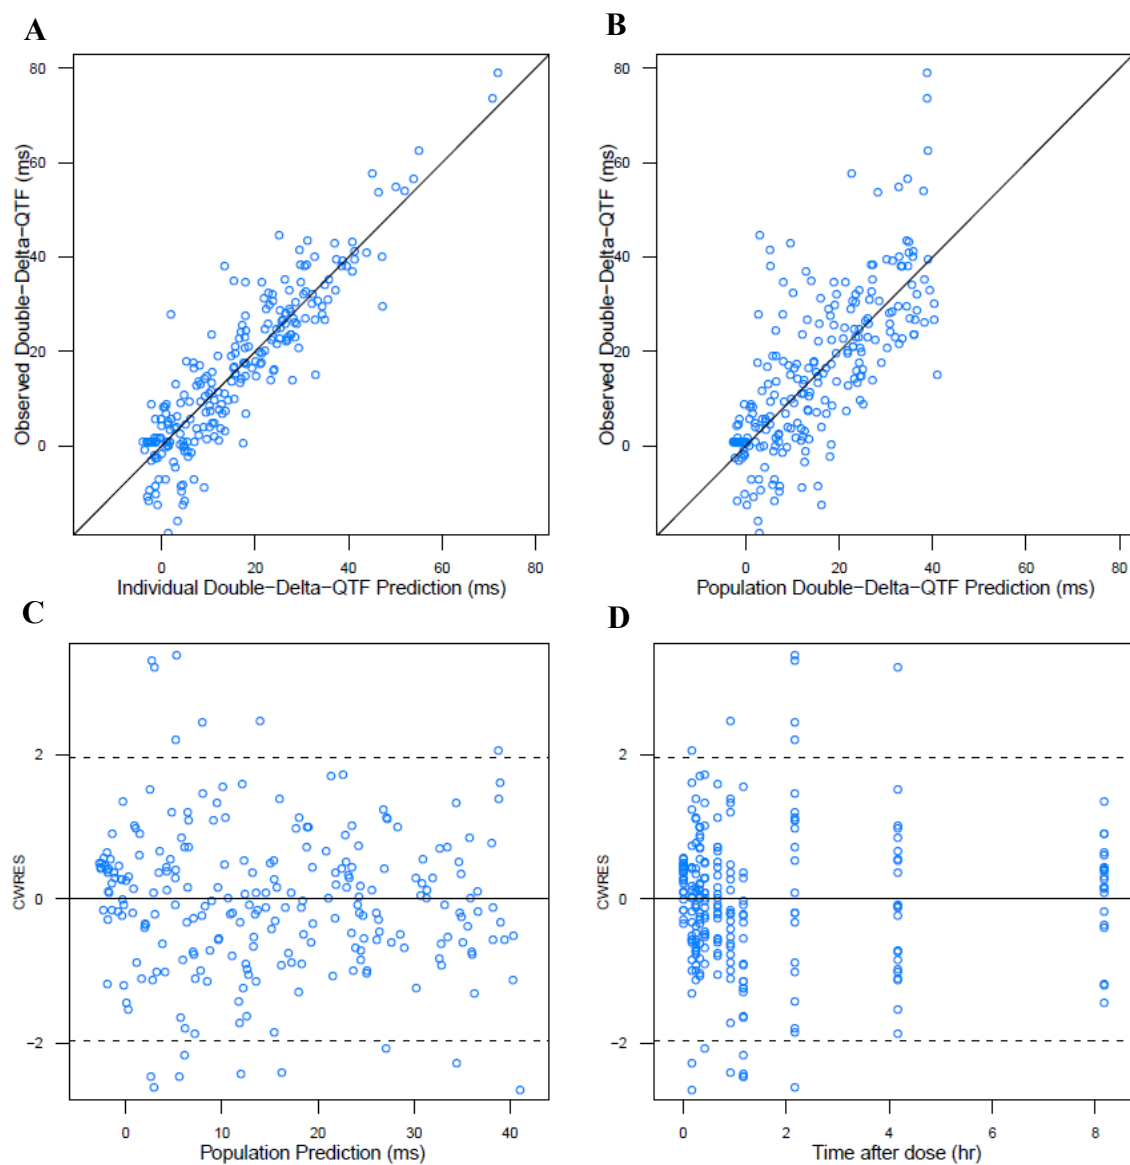 A
B
80
60
40
20
0
Observed Double-Delta-QTF (ms)
0 20 40 60 80
Individual Double-Delta-QTF Prediction (ms)
80
60
40
20
0
Observed Double-Delta-QTF (ms)
0 20 40 60 80
Population Double-Delta-QTF Prediction (ms)
C
D
2
0
−2
CWRES
0 10 20 30 40
Population Prediction (ms)
2
0
−2
CWRES
0 2 4 6 8
Time after dose (hr)